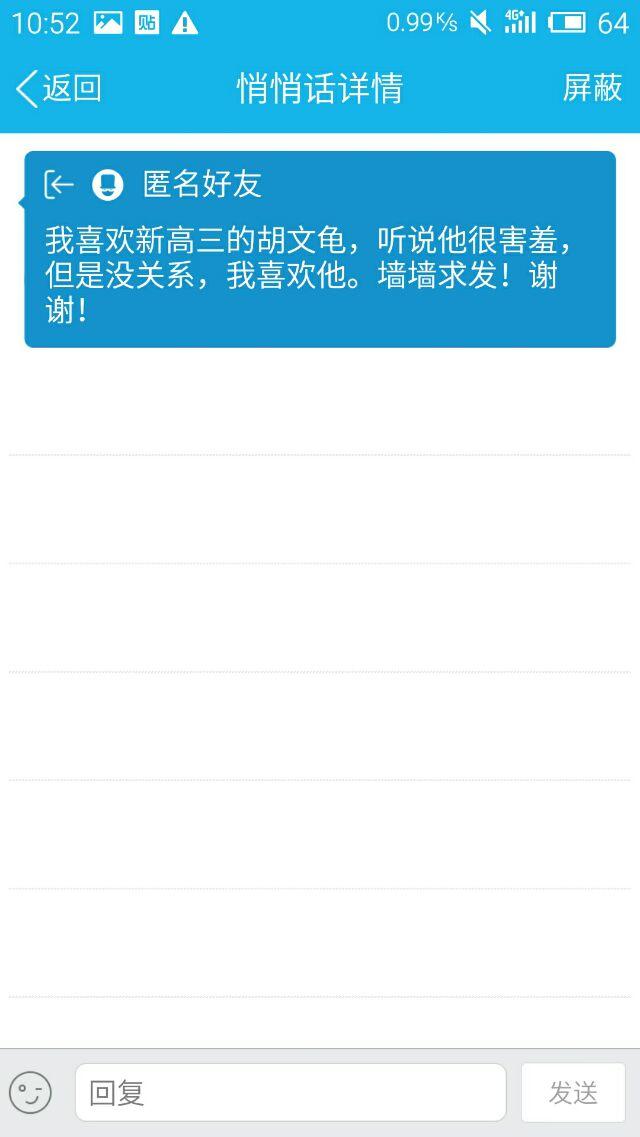 10:52 贴 0.99 K/s 4G+ 64
返回 悄悄话详情 屏蔽
匿名好友
我喜欢新高三的胡文龟，听说他很害羞，
但是没关系，我喜欢他。墙墙求发！谢
谢！
回复 发送